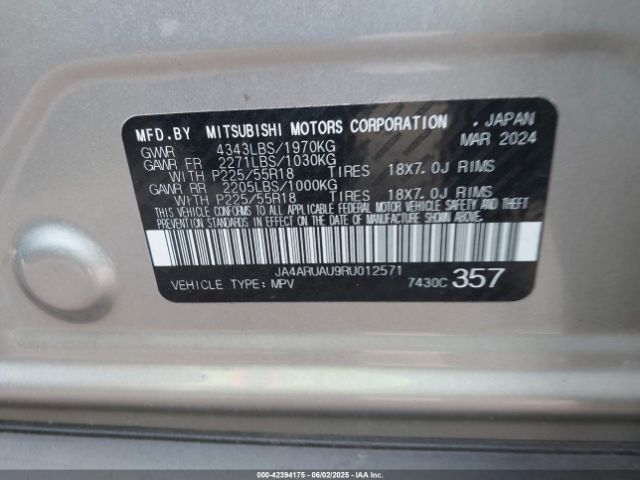 MFD.BY MITSUBISHI MOTORS CORPORATION . JAPAN
GVWR 4343LBS/1970KG MAR 2024
GAWR FR 2271LBS/1030KG
WITH P225/55R18 TIRES 18X7.0J RIMS
GAWR RR 2205LBS/1000KG
WITH P225/55R18 TIRES 18X7.0J RIMS
THIS VEHICLE CONFORMS TO ALL APPLICABLE FEDERAL MOTOR VEHICLE SAFETY AND THEFT
PREVENTION STANDARDS IN EFFECT ON THE DATE OF MANUFACTURE SHOWN ABOVE.
JA4ARUAU9RU012571
VEHICLE TYPE: MPV 7430C 357
000-42394175 - 06/02/2025 - IAAI.COM